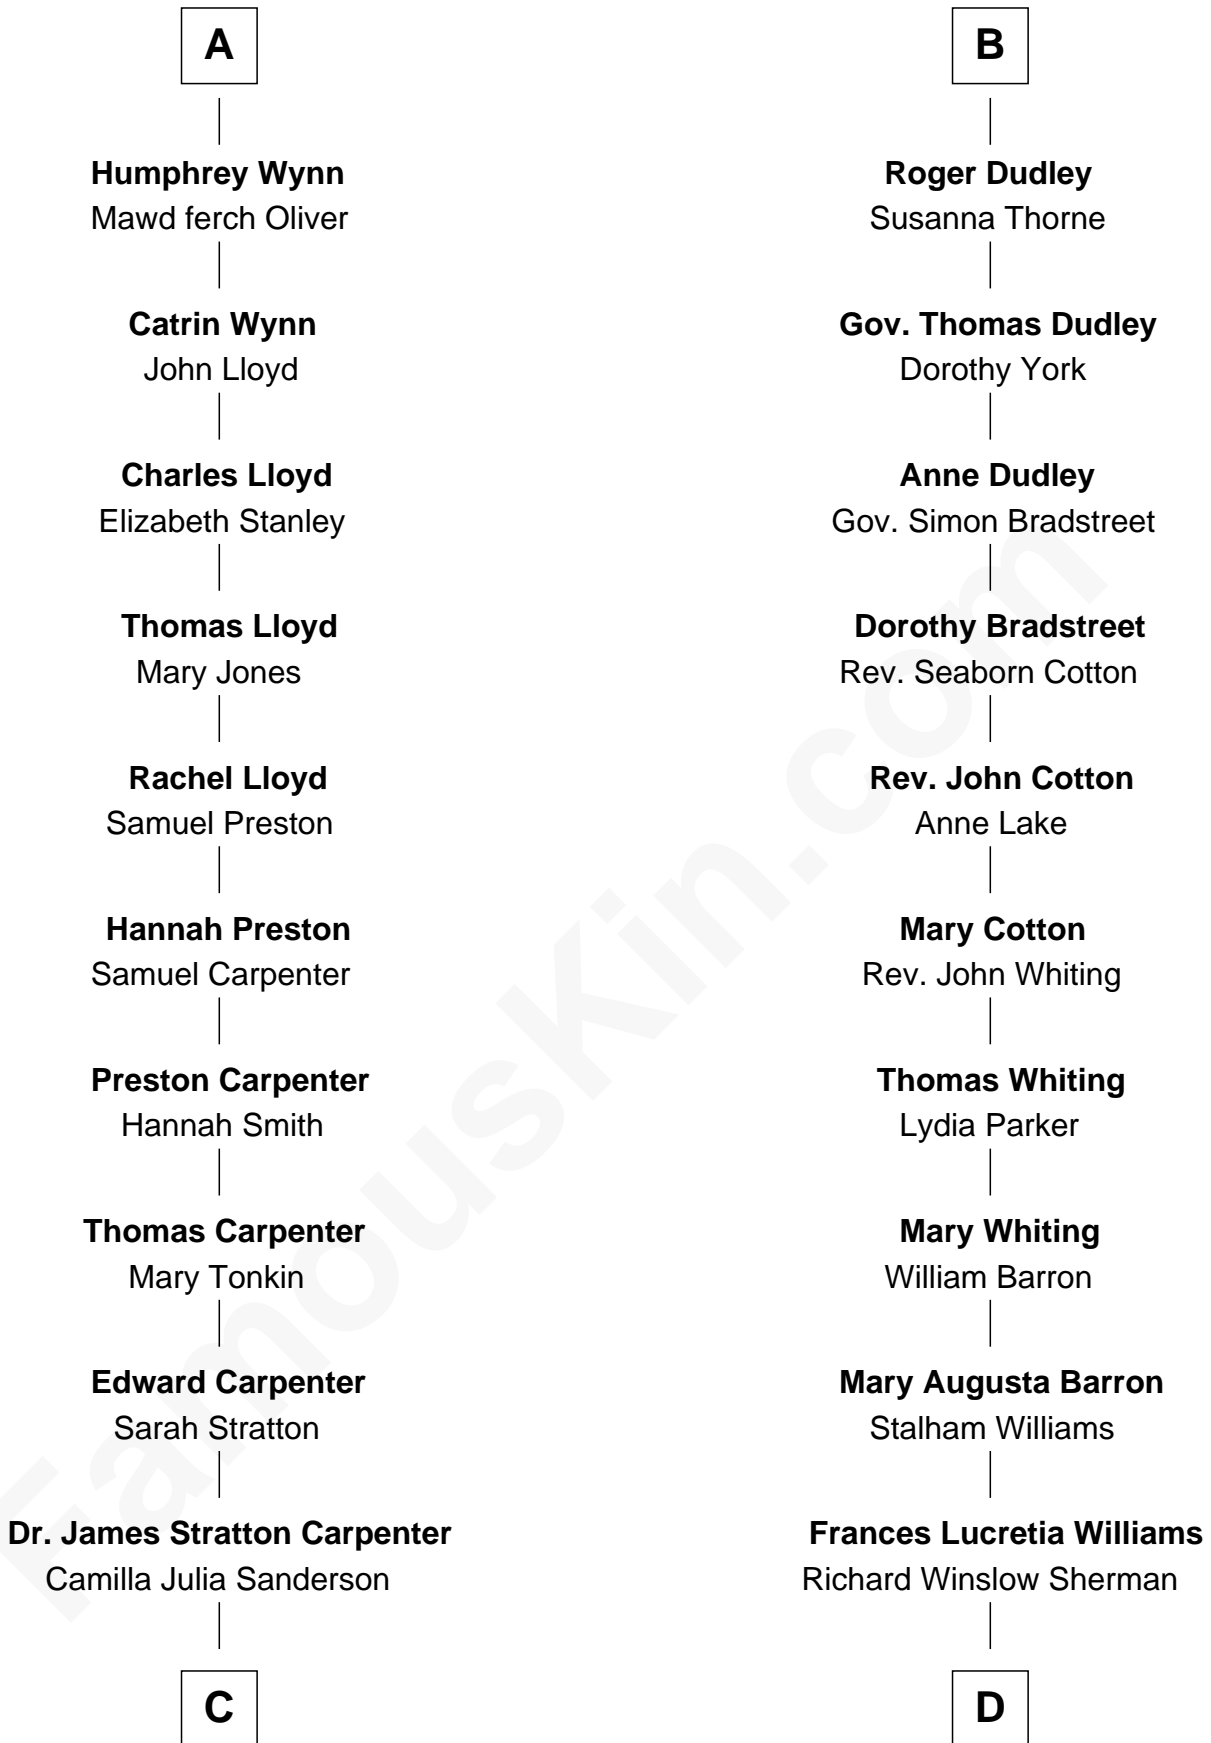 A
Humphrey Wynn
Mawd ferch Oliver
Catrin Wynn
John Lloyd
Charles Lloyd
Elizabeth Stanley
Thomas Lloyd
Mary Jones
Rachel Lloyd
Samuel Preston
Hannah Preston
Samuel Carpenter
Preston Carpenter
Hannah Smith
Thomas Carpenter
Mary Tonkin
Edward Carpenter
Sarah Stratton
Dr. James Stratton Carpenter
Camilla Julia Sanderson
C
B
Roger Dudley
Susanna Thorne
Gov. Thomas Dudley
Dorothy York
Anne Dudley
Gov. Simon Bradstreet
Dorothy Bradstreet
Rev. Seaborn Cotton
Rev. John Cotton
Anne Lake
Mary Cotton
Rev. John Whiting
Thomas Whiting
Lydia Parker
Mary Whiting
William Barron
Mary Augusta Barron
Stalham Williams
Frances Lucretia Williams
Richard Winslow Sherman
D
FamousKin.com